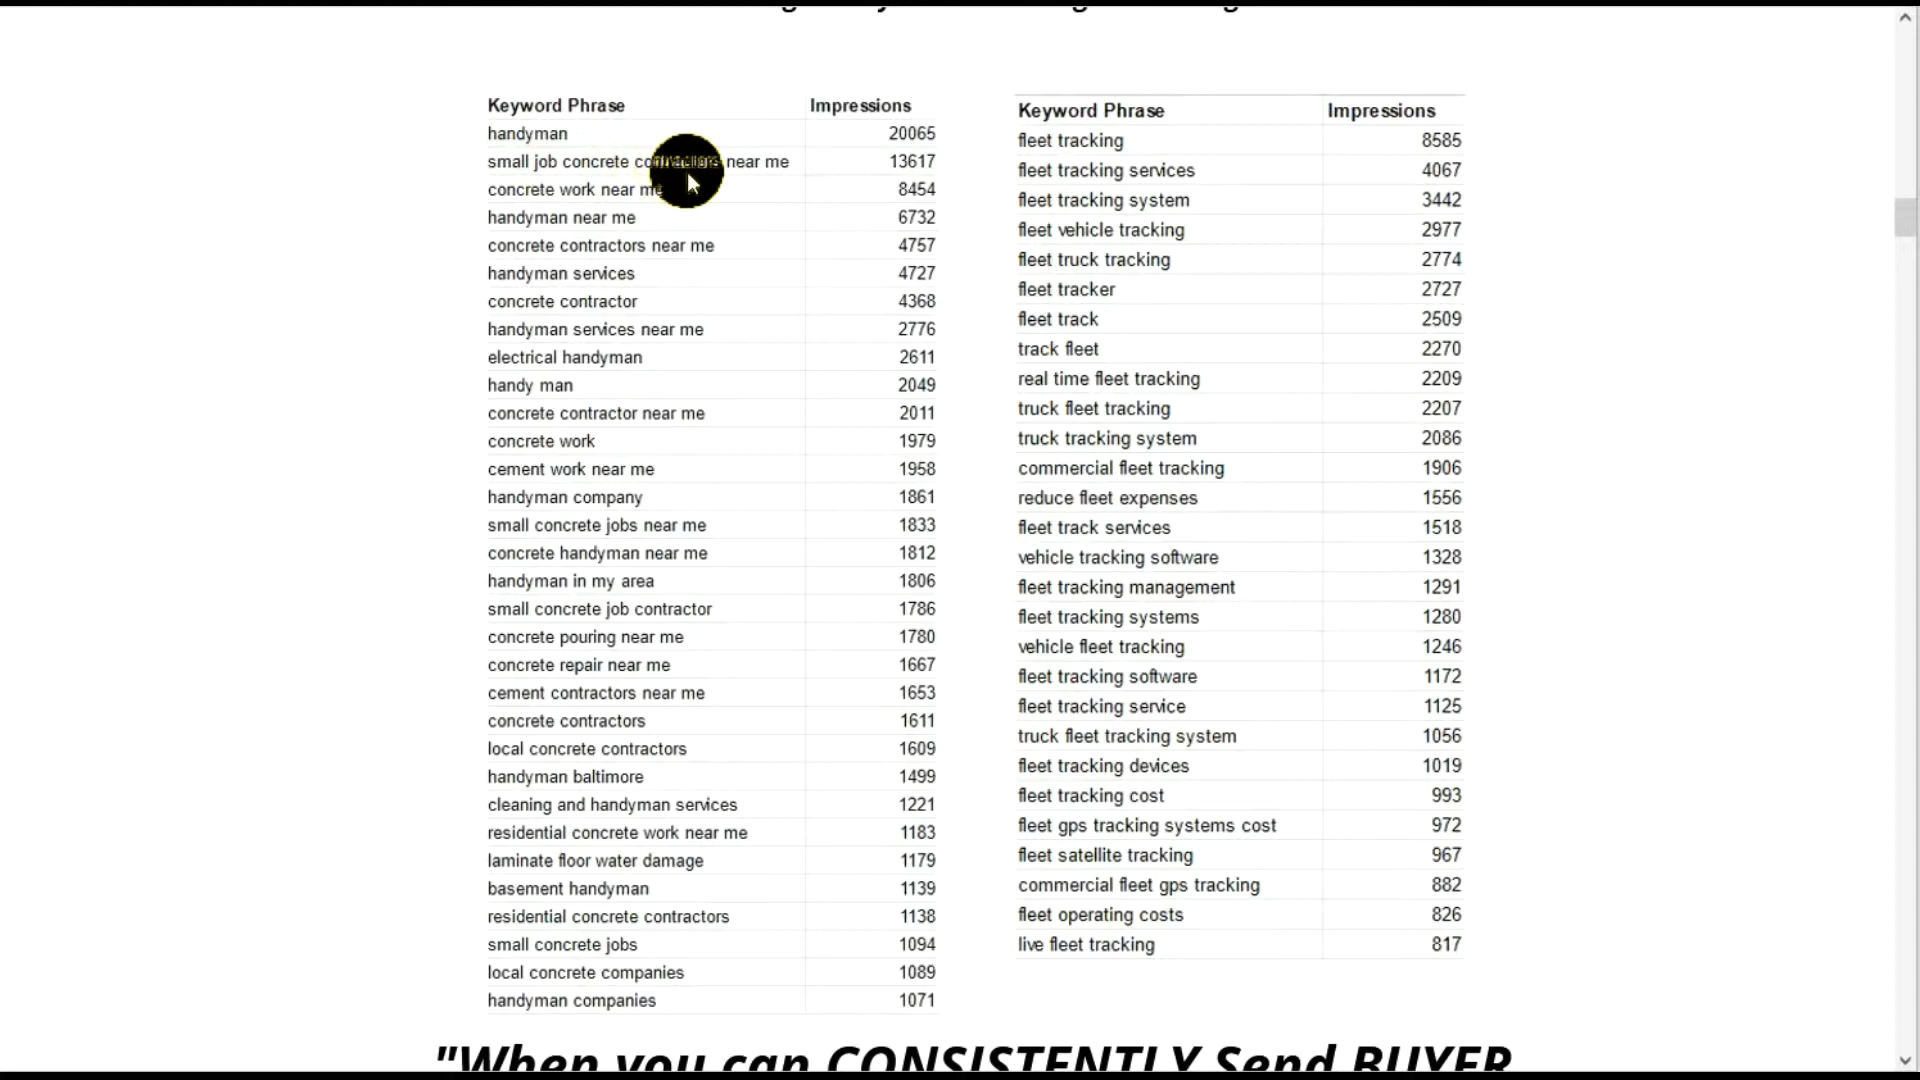 Keyword Phrase Impressions
handyman 20065
small job concrete contractors near me 13617
concrete work near me 8454
handyman near me 6732
concrete contractors near me 4757
handyman services 4727
concrete contractor 4368
handyman services near me 2776
electrical handyman 2611
handy man 2049
concrete contractor near me 2011
concrete work 1979
cement work near me 1958
handyman company 1861
small concrete jobs near me 1833
concrete handyman near me 1812
handyman in my area 1806
small concrete job contractor 1786
concrete pouring near me 1780
concrete repair near me 1667
cement contractors near me 1653
concrete contractors 1611
local concrete contractors 1609
handyman baltimore 1499
cleaning and handyman services 1221
residential concrete work near me 1183
laminate floor water damage 1179
basement handyman 1139
residential concrete contractors 1138
small concrete jobs 1094
local concrete companies 1089
handyman companies 1071
Keyword Phrase Impressions
fleet tracking 8585
fleet tracking services 4067
fleet tracking system 3442
fleet vehicle tracking 2977
fleet truck tracking 2774
fleet tracker 2727
fleet track 2509
track fleet 2270
real time fleet tracking 2209
truck fleet tracking 2207
truck tracking system 2086
commercial fleet tracking 1906
reduce fleet expenses 1556
fleet track services 1518
vehicle tracking software 1328
fleet tracking management 1291
fleet tracking systems 1280
vehicle fleet tracking 1246
fleet tracking software 1172
fleet tracking service 1125
truck fleet tracking system 1056
fleet tracking devices 1019
fleet tracking cost 993
fleet gps tracking systems cost 972
fleet satellite tracking 967
commercial fleet gps tracking 882
fleet operating costs 826
live fleet tracking 817
"When you can CONSISTENTLY Send BUYER